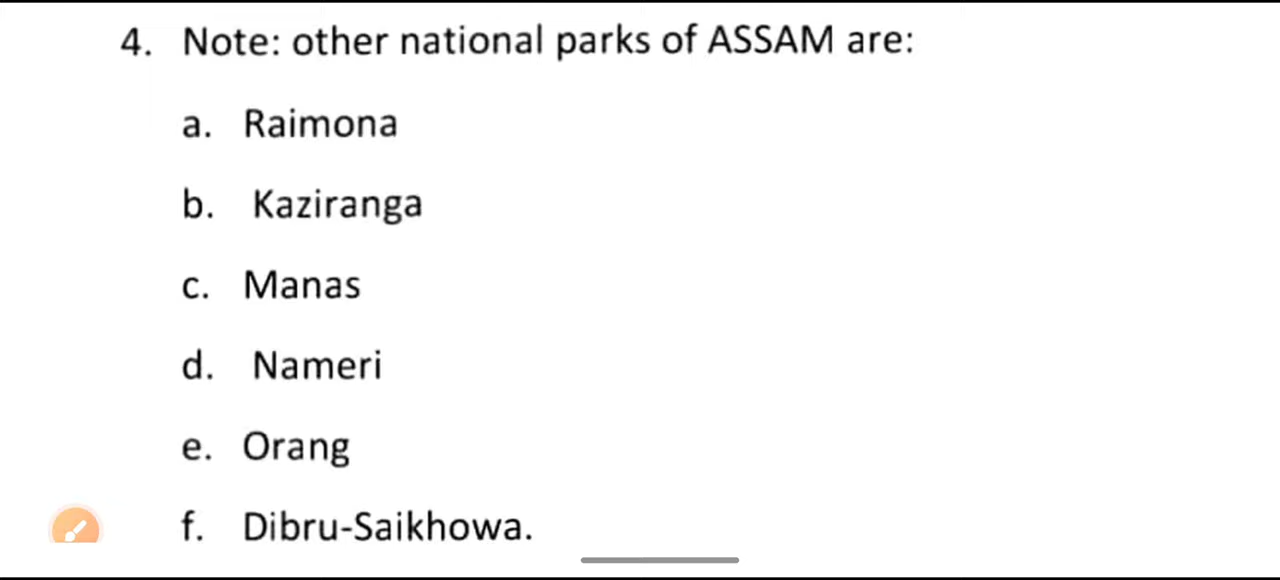 4. Note: other national parks of ASSAM are:
a. Raimona
b. Kaziranga
c. Manas
d. Nameri
e. Orang
f. Dibru-Saikhowa.